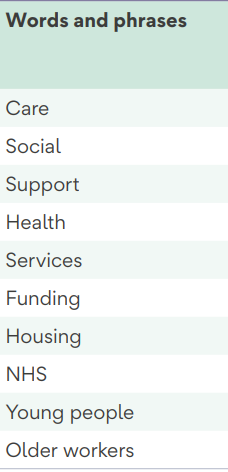 Words and phrases
Care
Social
Support
Health
Services
Funding
Housing
NHS
Young people
Older workers